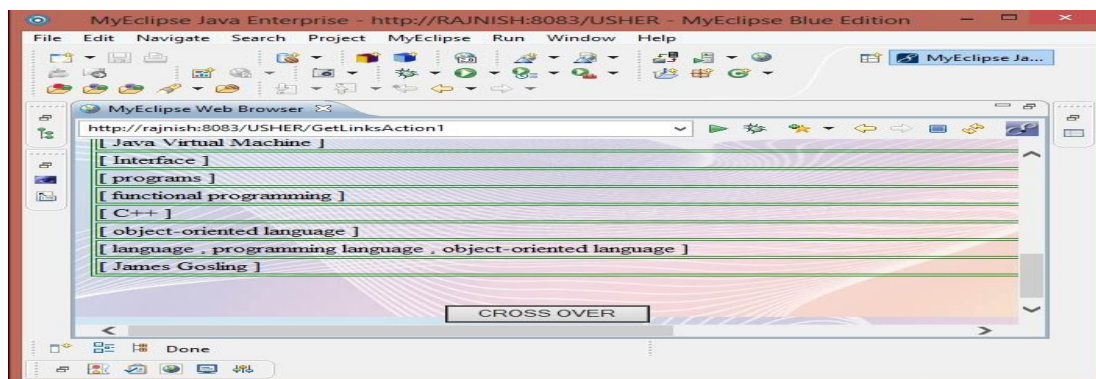 MyEclipse Java Enterprise - http://RAJNISH:8083/USHER - MyEclipse Blue Edition
File Edit Navigate Search Project MyEclipse Run Window Help
MyEclipse Ja...
MyEclipse Web Browser
http://rajnish:8083/USHER/GetLinksAction1
[ Java Virtual Machine ]
[ Interface ]
[ programs ]
[ functional programming ]
[ C++ ]
[ object-oriented language ]
[ language , programming language , object-oriented language ]
[ James Gosling ]
CROSS OVER
Done